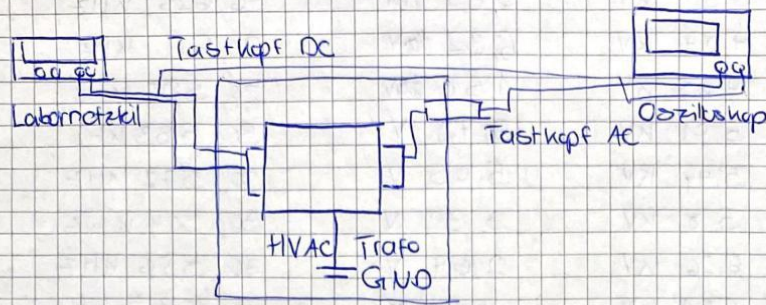 Tastkopf DC
Labornetzteil
Oszilloskop
Tastkopf AC
HVAC Trafo
GND